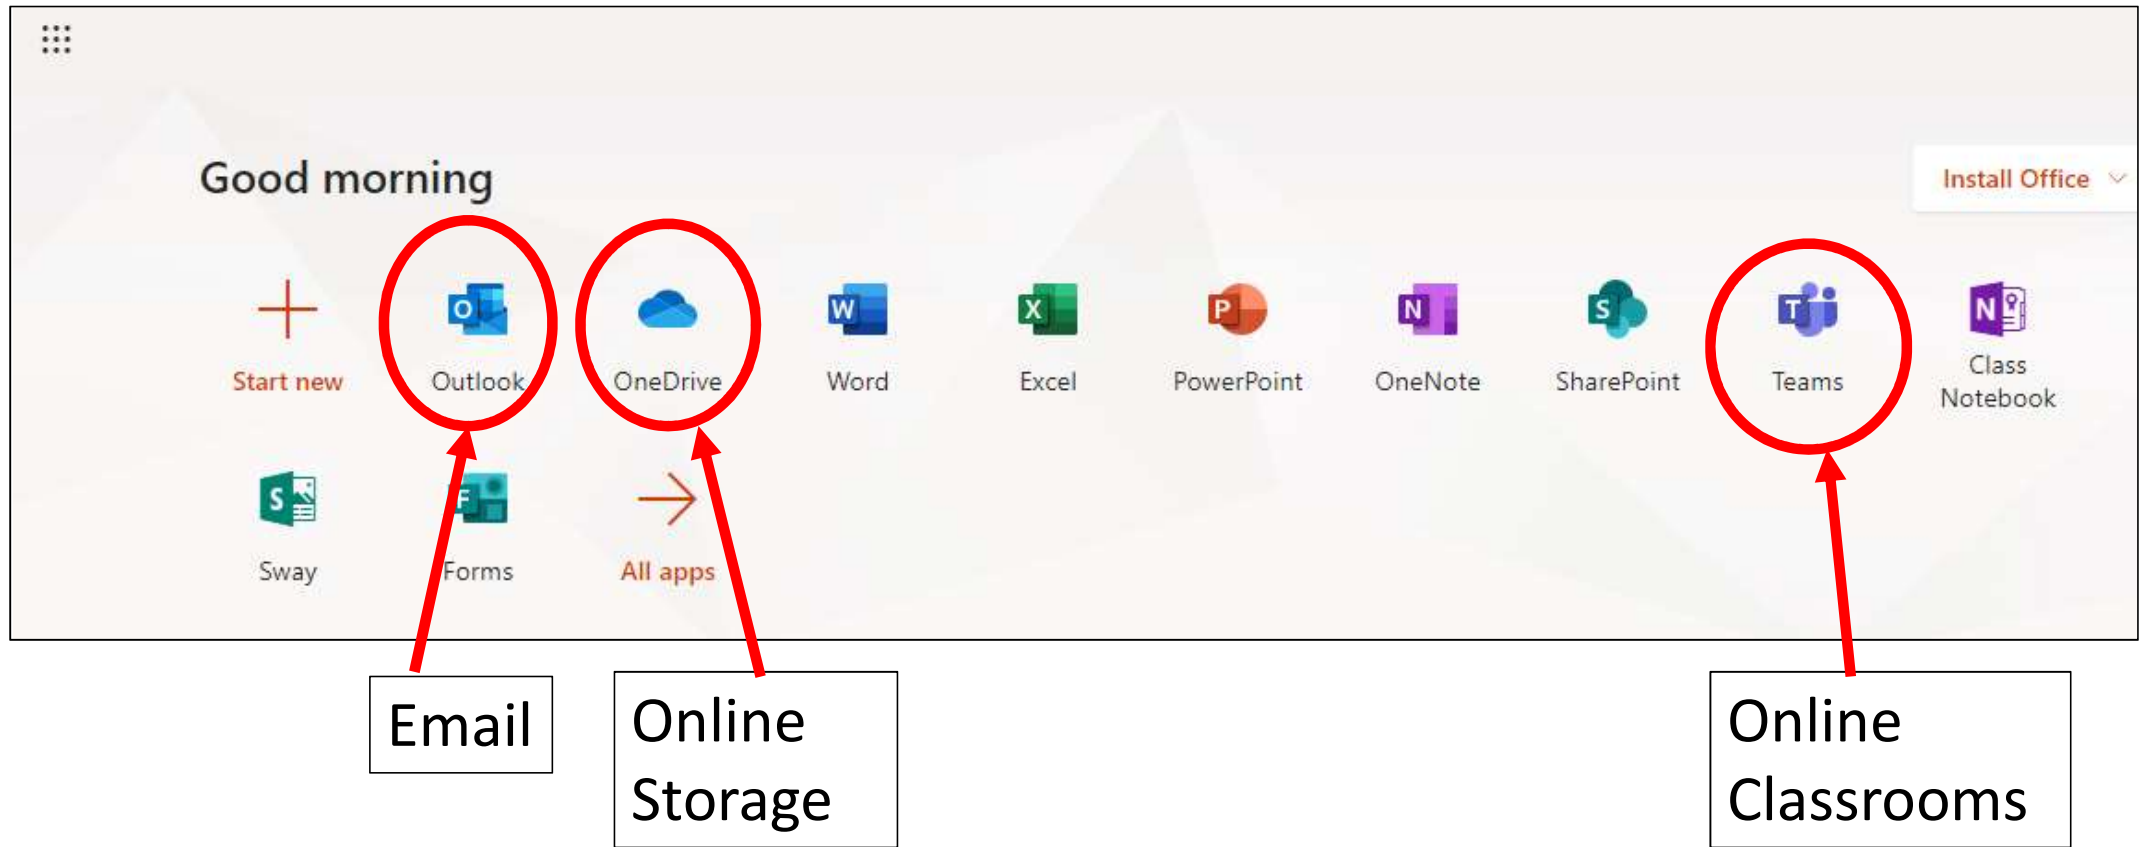 Good morning
Install Office
O
W
X
P
N
S
T
N
Start new
Outlook
OneDrive
Word
Excel
PowerPoint
OneNote
SharePoint
Teams
Class
Notebook
S
F
Sway
Forms
All apps
Email
Online
Storage
Online
Classrooms